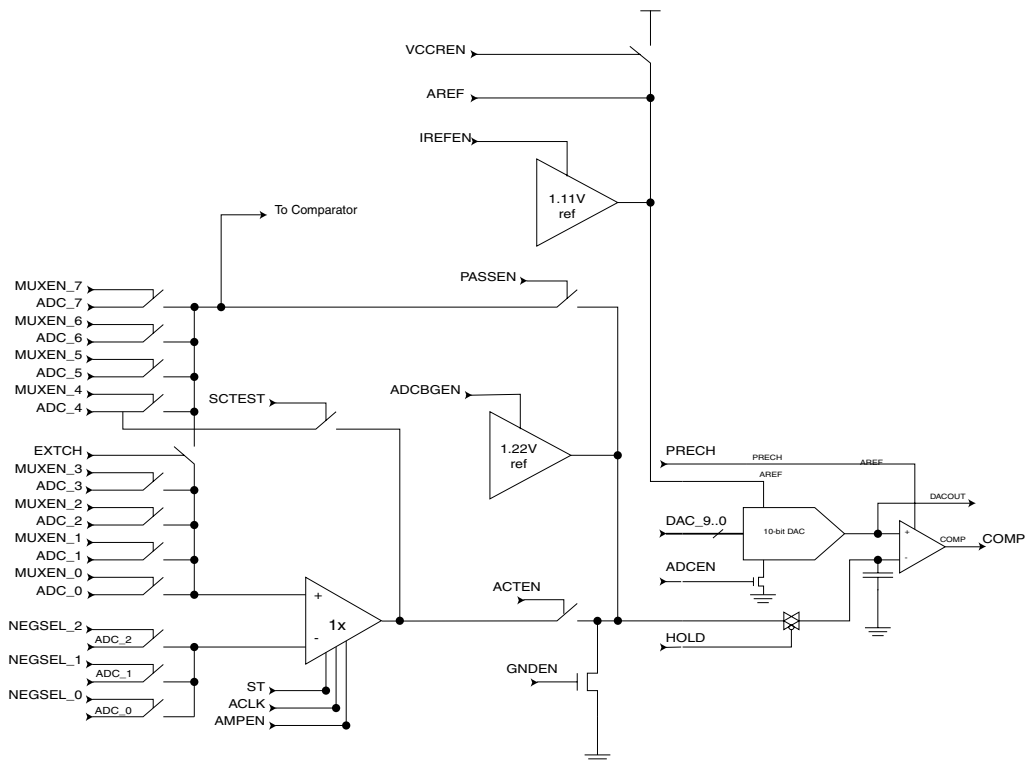 VCCREN
AREF
IREFEN
1.11V
ref
To Comparator
PASSEN
MUXEN_7
ADC_7
MUXEN_6
ADC_6
MUXEN_5
ADC_5
MUXEN_4
ADC_4
SCTEST
ADCBGEN
1.22V
ref
EXTCH
MUXEN_3
ADC_3
MUXEN_2
ADC_2
MUXEN_1
ADC_1
MUXEN_0
ADC_0
PRECH
PRECH
AREF
AREF
DACOUT
DAC_9..0
10-bit DAC
+
-
COMP
COMP
ADCEN
ACTEN
+
-
1x
NEGSEL_2
ADC_2
NEGSEL_1
ADC_1
NEGSEL_0
ADC_0
HOLD
GNDEN
ST
ACLK
AMPEN